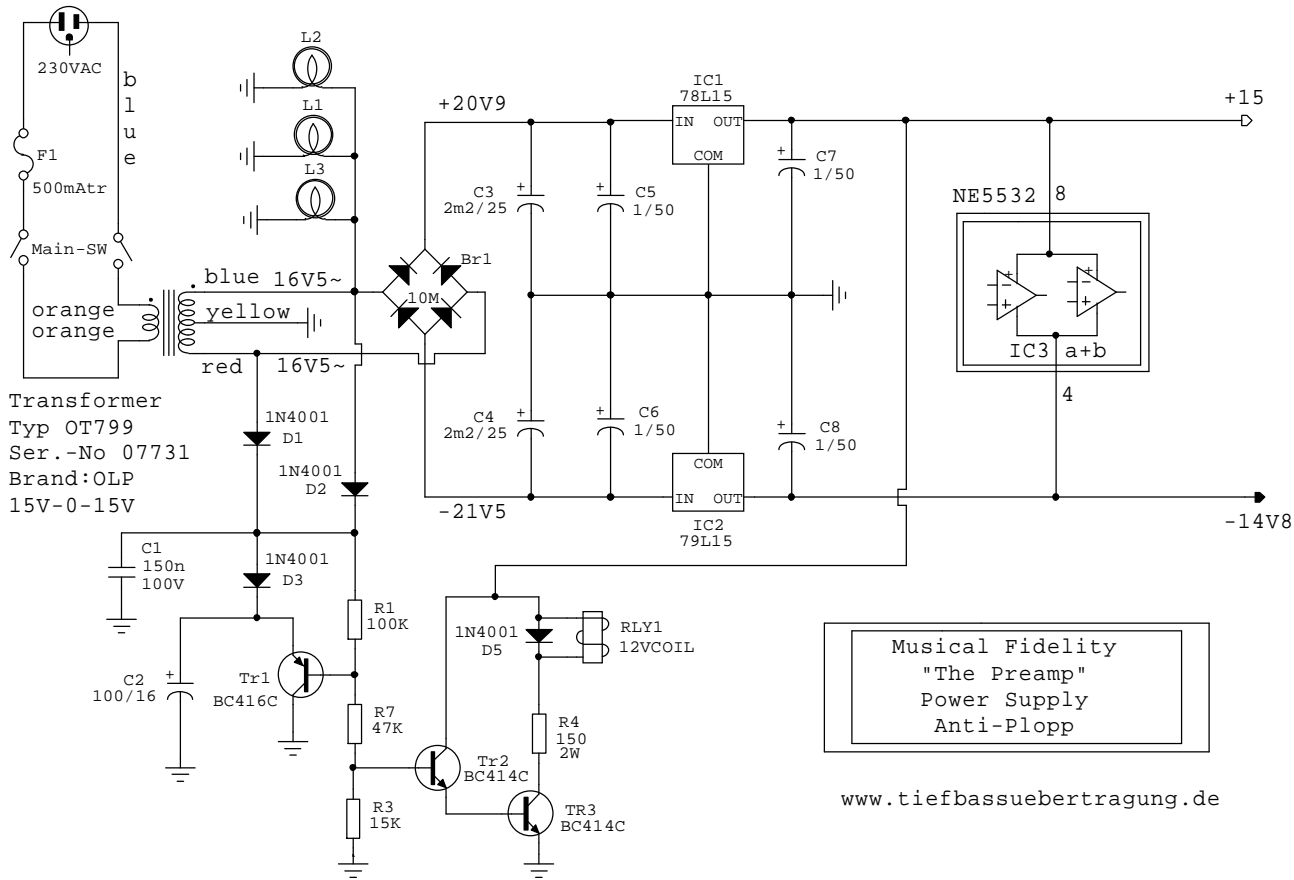 230VAC
blue
F1
500mAtr
Main-SW
orange
orange
blue 16V5~
yellow
red 16V5~
Transformer
Typ OT799
Ser.-No 07731
Brand:OLP
15V-0-15V
L2
L1
L3
+20V9
Br1
10M
-21V5
C3
2m2/25
C5
1/50
C4
2m2/25
C6
1/50
IC1
78L15
IN OUT
COM
C7
1/50
C8
1/50
COM
IN OUT
IC2
79L15
+15
NE5532
8
+
-
+
-
IC3 a+b
4
-14V8
1N4001
D1
1N4001
D2
C1
150n
100V
1N4001
D3
R1
100K
C2
100/16
Tr1
BC416C
R7
47K
R3
15K
1N4001
D5
RLY1
12VCOIL
R4
150
2W
Tr2
BC414C
TR3
BC414C
Musical Fidelity
"The Preamp"
Power Supply
Anti-Plopp
www.tiefbassuebertragung.de